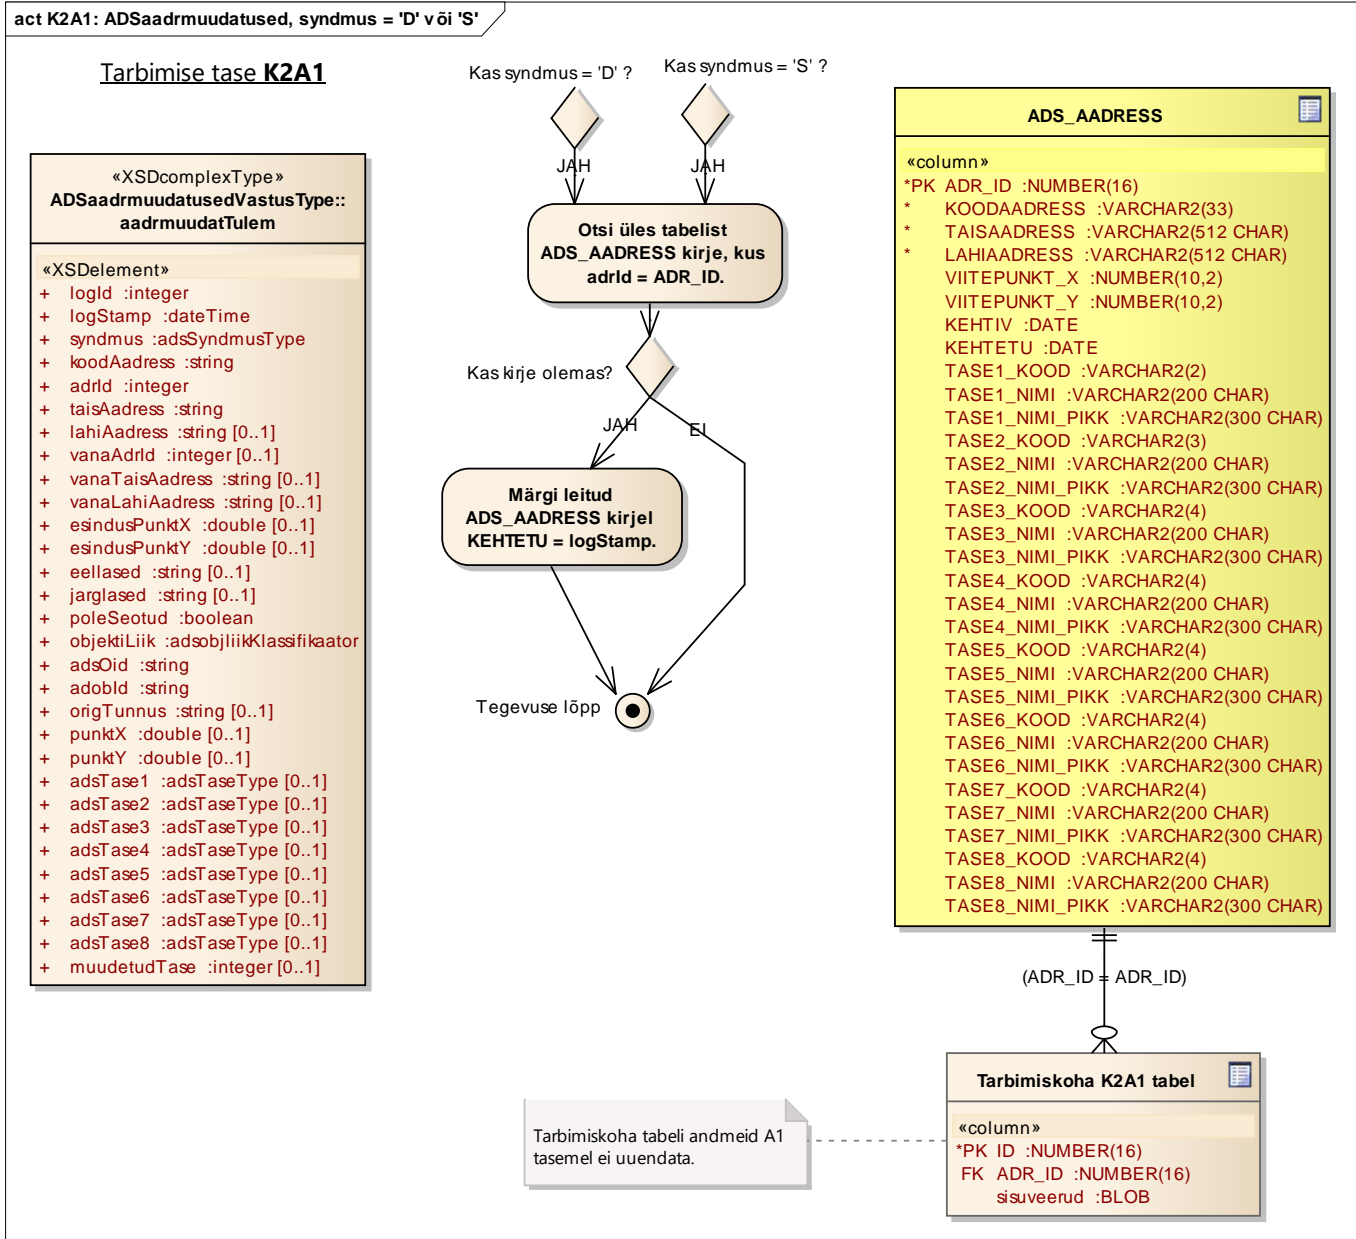 act K2A1: ADSaadrmuudatused, syndmus = 'D' või 'S'
Tarbimise tase K2A1
«XSDcomplexType»
ADSaadrmuudatusedVastusType::
aadrmuudatTulem
«XSDelement»
+ logId :integer
+ logStamp :dateTime
+ syndmus :adsSyndmusType
+ koodAadress :string
+ adrId :integer
+ taisAadress :string
+ lahiAadress :string [0..1]
+ vanaAdrId :integer [0..1]
+ vanaTaisAadress :string [0..1]
+ vanaLahiAadress :string [0..1]
+ esindusPunktX :double [0..1]
+ esindusPunktY :double [0..1]
+ eellased :string [0..1]
+ jarglased :string [0..1]
+ poleSeotud :boolean
+ objektiLiik :adsobjliikKlassifikaator
+ adsOid :string
+ adobId :string
+ origTunnus :string [0..1]
+ punktX :double [0..1]
+ punktY :double [0..1]
+ adsTase1 :adsTaseType [0..1]
+ adsTase2 :adsTaseType [0..1]
+ adsTase3 :adsTaseType [0..1]
+ adsTase4 :adsTaseType [0..1]
+ adsTase5 :adsTaseType [0..1]
+ adsTase6 :adsTaseType [0..1]
+ adsTase7 :adsTaseType [0..1]
+ adsTase8 :adsTaseType [0..1]
+ muudetudTase :integer [0..1]
Kas syndmus = 'D' ?
Kas syndmus = 'S' ?
JAH
JAH
Otsi üles tabelist
ADS_AADRESS kirje, kus
adrId = ADR_ID.
Kas kirje olemas?
JAH
EI
Märgi leitud
ADS_AADRESS kirjel
KEHTETU = logStamp.
Tegevuse lõpp
ADS_AADRESS
«column»
*PK ADR_ID :NUMBER(16)
* KOODAADRESS :VARCHAR2(33)
* TAISAADRESS :VARCHAR2(512 CHAR)
* LAHIAADRESS :VARCHAR2(512 CHAR)
VIITEPUNKT_X :NUMBER(10,2)
VIITEPUNKT_Y :NUMBER(10,2)
KEHTIV :DATE
KEHTETU :DATE
TASE1_KOOD :VARCHAR2(2)
TASE1_NIMI :VARCHAR2(200 CHAR)
TASE1_NIMI_PIKK :VARCHAR2(300 CHAR)
TASE2_KOOD :VARCHAR2(3)
TASE2_NIMI :VARCHAR2(200 CHAR)
TASE2_NIMI_PIKK :VARCHAR2(300 CHAR)
TASE3_KOOD :VARCHAR2(4)
TASE3_NIMI :VARCHAR2(200 CHAR)
TASE3_NIMI_PIKK :VARCHAR2(300 CHAR)
TASE4_KOOD :VARCHAR2(4)
TASE4_NIMI :VARCHAR2(200 CHAR)
TASE4_NIMI_PIKK :VARCHAR2(300 CHAR)
TASE5_KOOD :VARCHAR2(4)
TASE5_NIMI :VARCHAR2(200 CHAR)
TASE5_NIMI_PIKK :VARCHAR2(300 CHAR)
TASE6_KOOD :VARCHAR2(4)
TASE6_NIMI :VARCHAR2(200 CHAR)
TASE6_NIMI_PIKK :VARCHAR2(300 CHAR)
TASE7_KOOD :VARCHAR2(4)
TASE7_NIMI :VARCHAR2(200 CHAR)
TASE7_NIMI_PIKK :VARCHAR2(300 CHAR)
TASE8_KOOD :VARCHAR2(4)
TASE8_NIMI :VARCHAR2(200 CHAR)
TASE8_NIMI_PIKK :VARCHAR2(300 CHAR)
(ADR_ID = ADR_ID)
Tarbimiskoha K2A1 tabel
«column»
*PK ID :NUMBER(16)
FK ADR_ID :NUMBER(16)
sisuveerud :BLOB
Tarbimiskoha tabeli andmeid A1
tasemel ei uuendata.